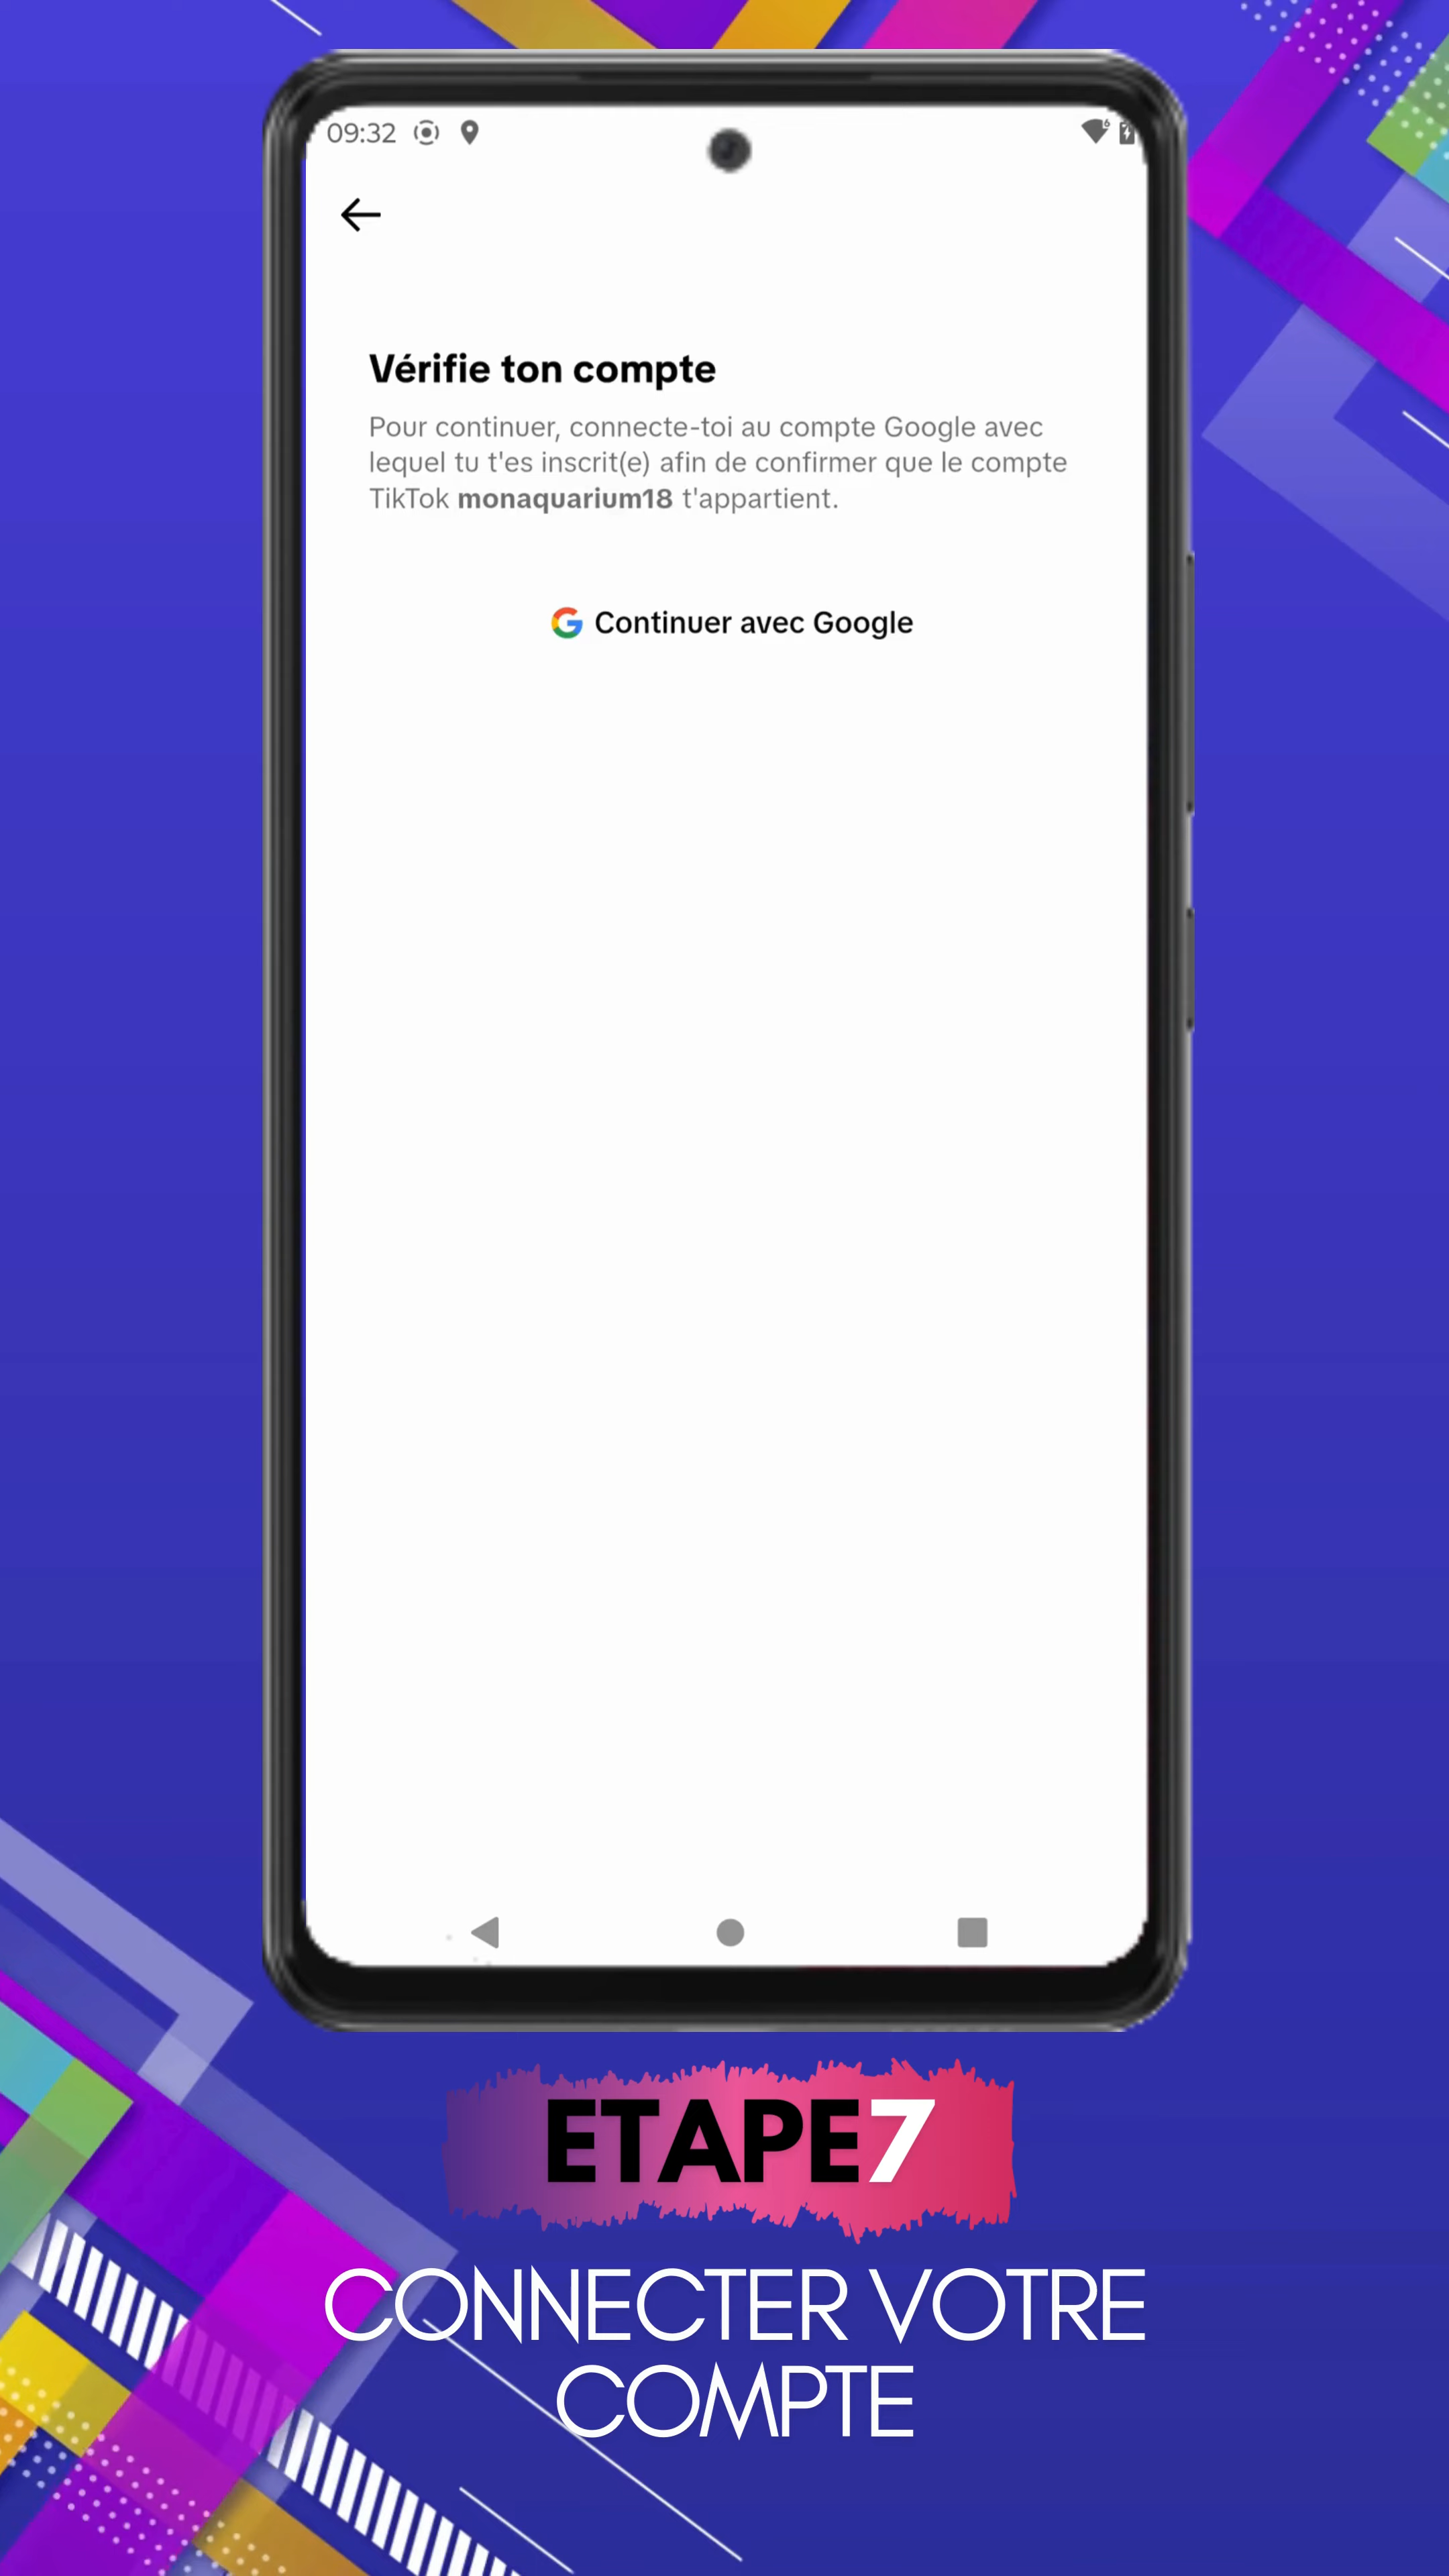 09:32
Vérifie ton compte
Pour continuer, connecte-toi au compte Google avec
lequel tu t'es inscrit(e) afin de confirmer que le compte
TikTok monaquarium18 t'appartient.
Continuer avec Google
ETAPE7
CONNECTER VOTRE
COMPTE